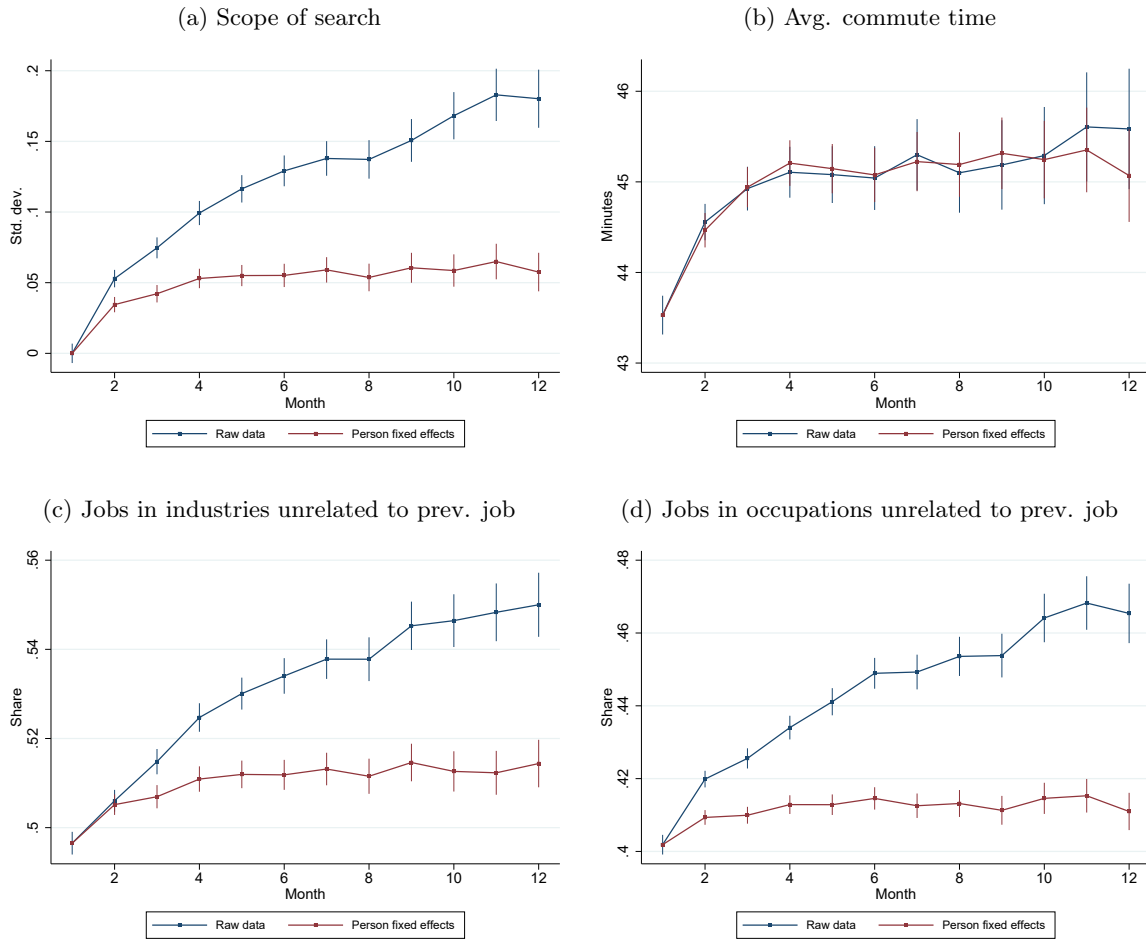 (a) Scope of search
(b) Avg. commute time
Std. dev.
.2
.15
.1
.05
0
2 4 6 8 10 12
Month
Raw data Person fixed effects
Minutes
46
45
44
43
2 4 6 8 10 12
Month
Raw data Person fixed effects
(c) Jobs in industries unrelated to prev. job
(d) Jobs in occupations unrelated to prev. job
Share
.56
.54
.52
.5
2 4 6 8 10 12
Month
Raw data Person fixed effects
Share
.48
.46
.44
.42
.4
2 4 6 8 10 12
Month
Raw data Person fixed effects